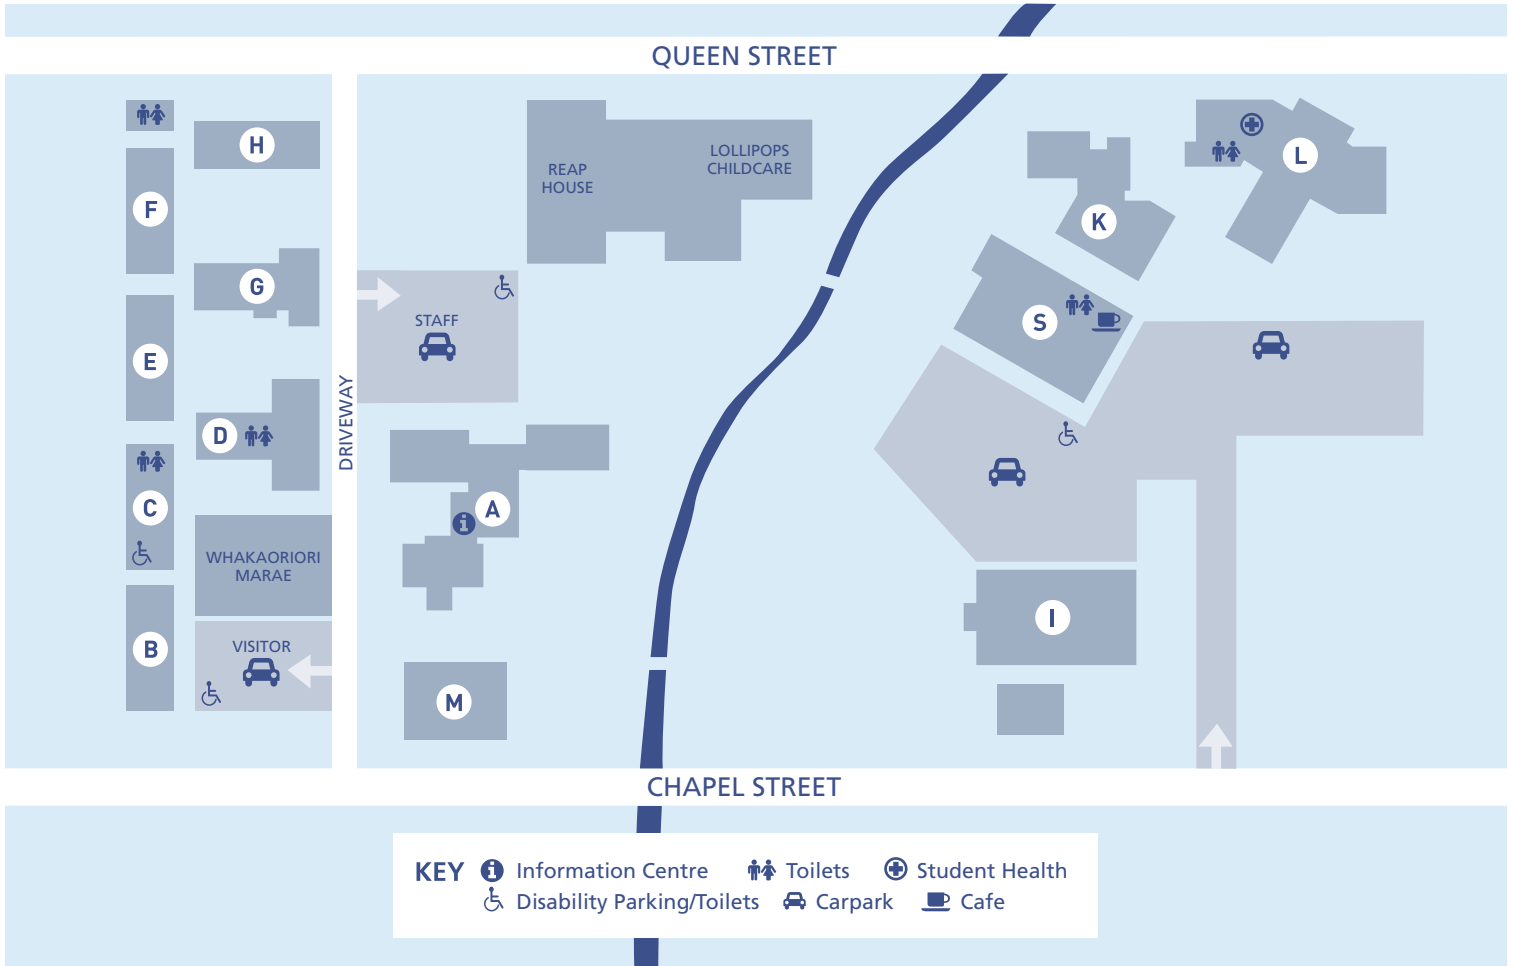 QUEEN STREET
H
L
LOLLIPOPS
CHILDCARE
REAP
HOUSE
F
K
G
STAFF
S
E
DRIVEWAY
D
C
A
WHAKAORIORI
MARAE
I
VISITOR
B
M
CHAPEL STREET
KEY
Information Centre
Toilets
Student Health
Disability Parking/Toilets
Carpark
Cafe